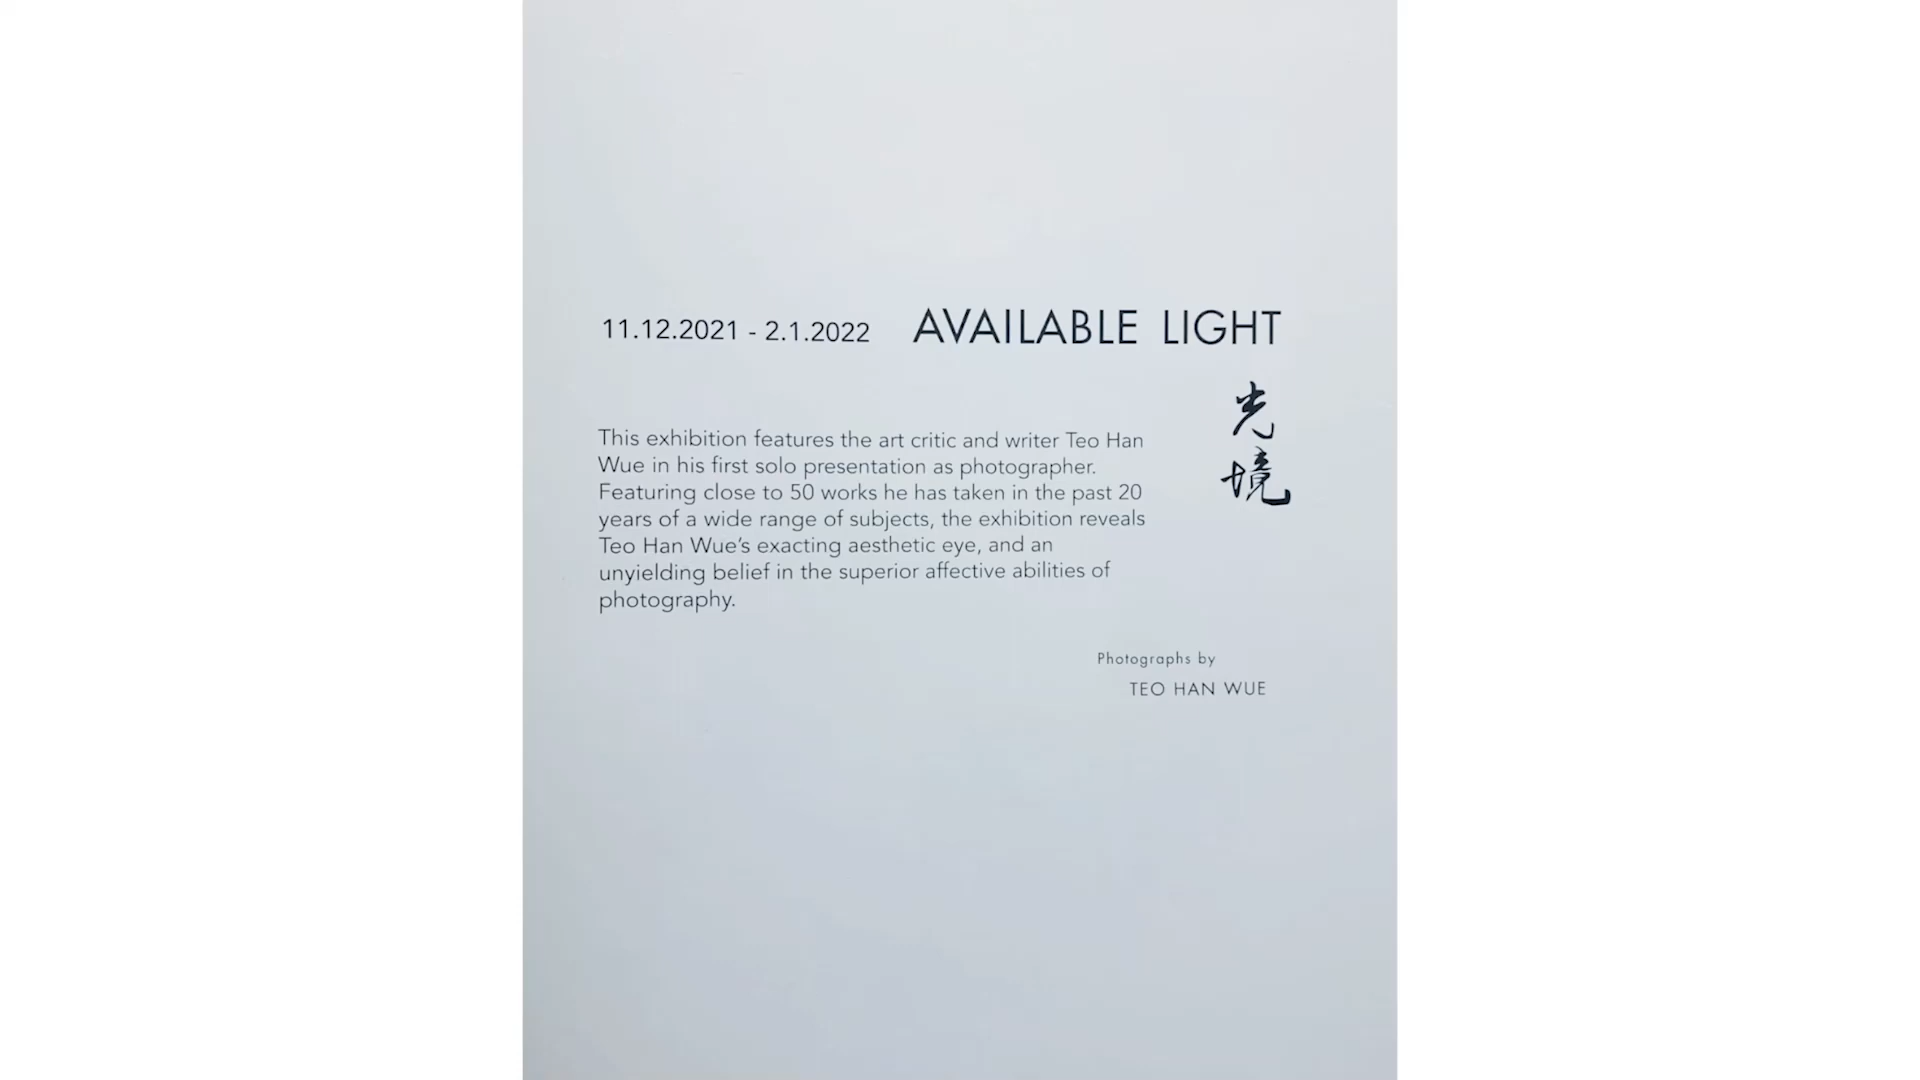 11.12.2021 - 2.1.2022
AVAILABLE LIGHT
光
境
This exhibition features the art critic and writer Teo Han
Wue in his first solo presentation as photographer.
Featuring close to 50 works he has taken in the past 20
years of a wide range of subjects, the exhibition reveals
Teo Han Wue’s exacting aesthetic eye, and an
unyielding belief in the superior affective abilities of
photography.
Photographs by
TEO HAN WUE